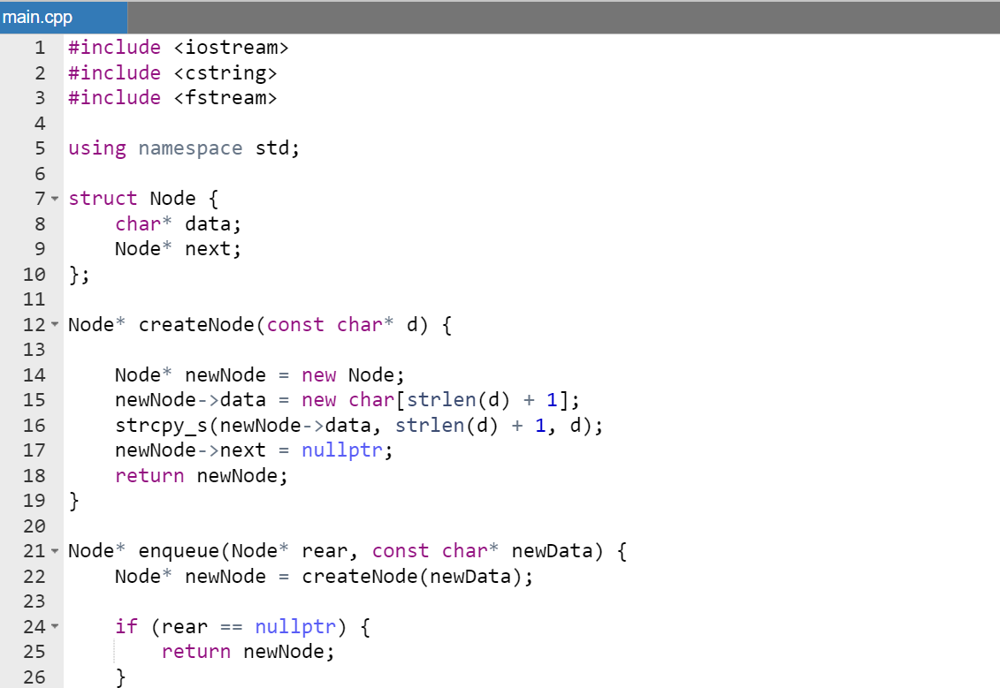 main.cpp
1 #include <iostream>
2 #include <cstring>
3 #include <fstream>
4
5 using namespace std;
6
7 struct Node {
8     char* data;
9     Node* next;
10 };
11
12 Node* createNode(const char* d) {
13
14     Node* newNode = new Node;
15     newNode->data = new char[strlen(d) + 1];
16     strcpy_s(newNode->data, strlen(d) + 1, d);
17     newNode->next = nullptr;
18     return newNode;
19 }
20
21 Node* enqueue(Node* rear, const char* newData) {
22     Node* newNode = createNode(newData);
23
24     if (rear == nullptr) {
25         return newNode;
26     }